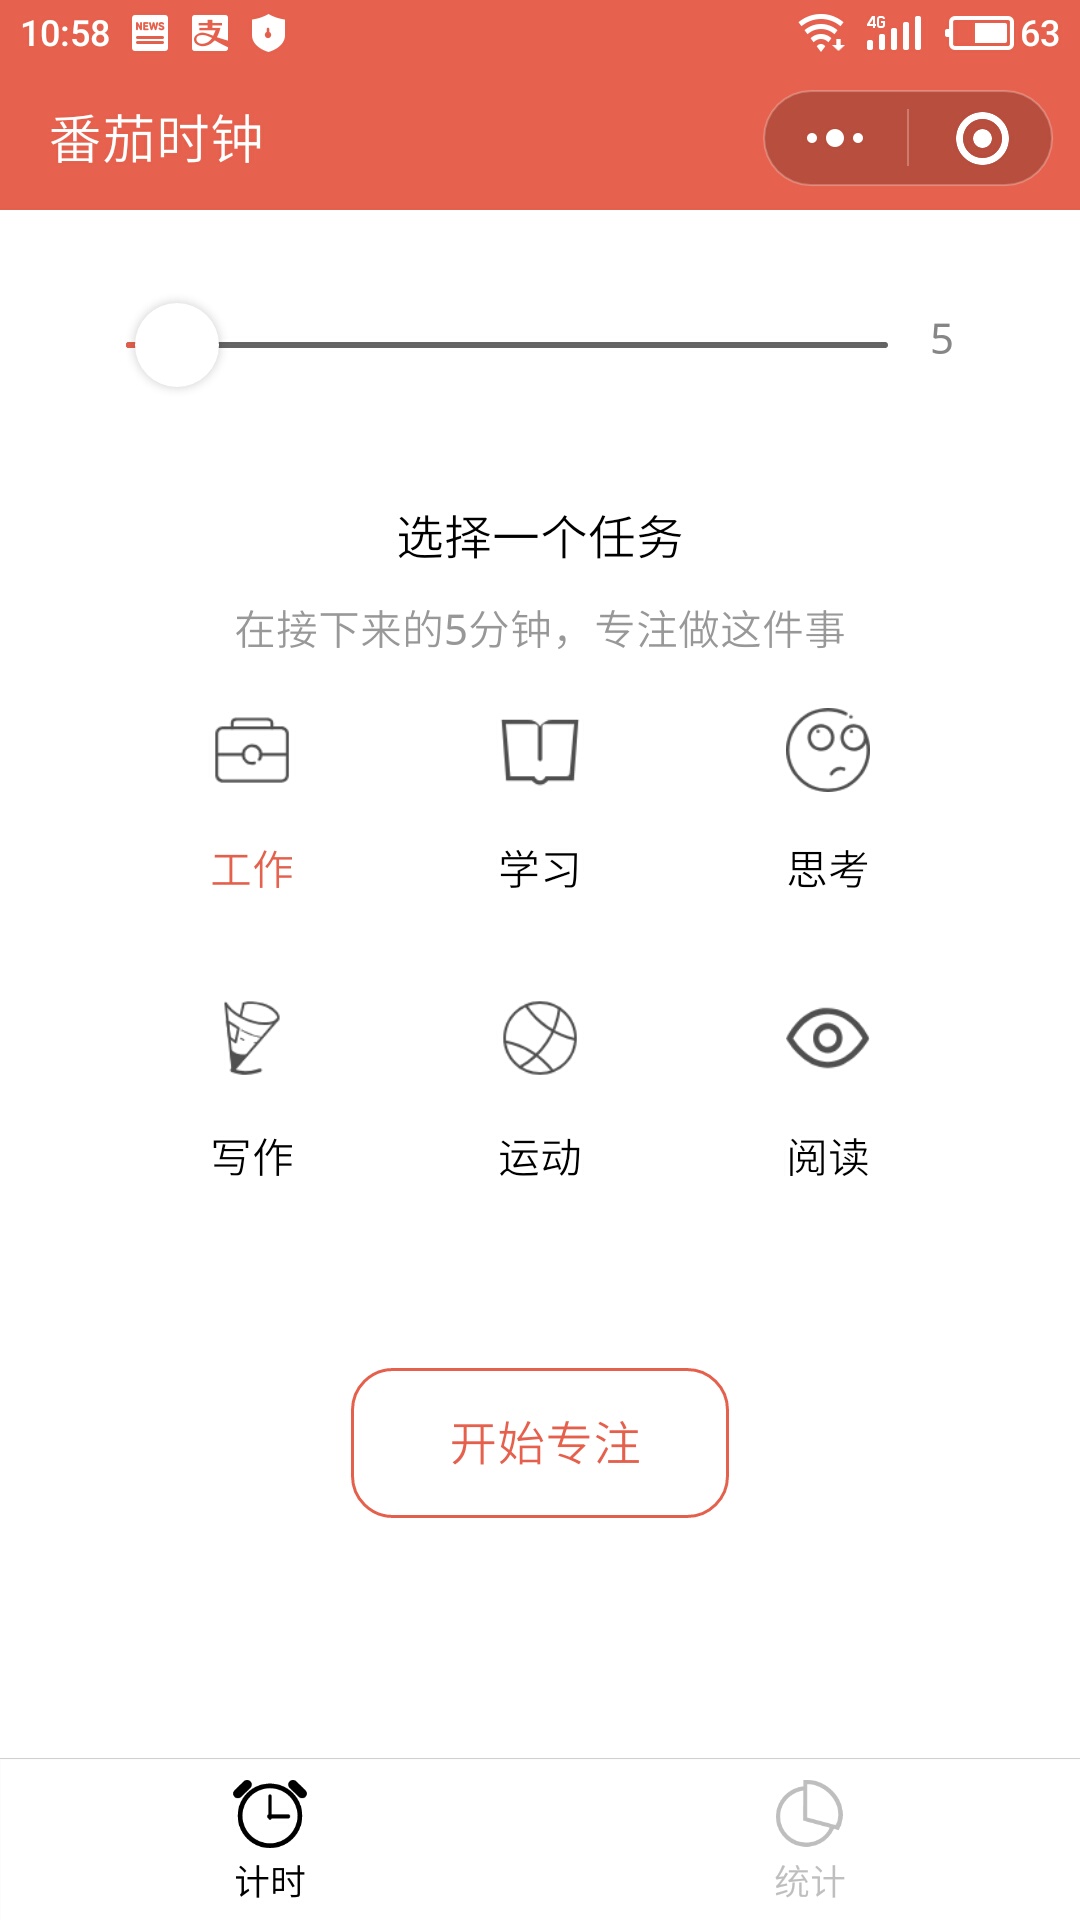 10:58 NEWS 支 4G 63
番茄时钟
5
选择一个任务
在接下来的5分钟，专注做这件事
工作 学习 思考
写作 运动 阅读
开始专注
计时 统计